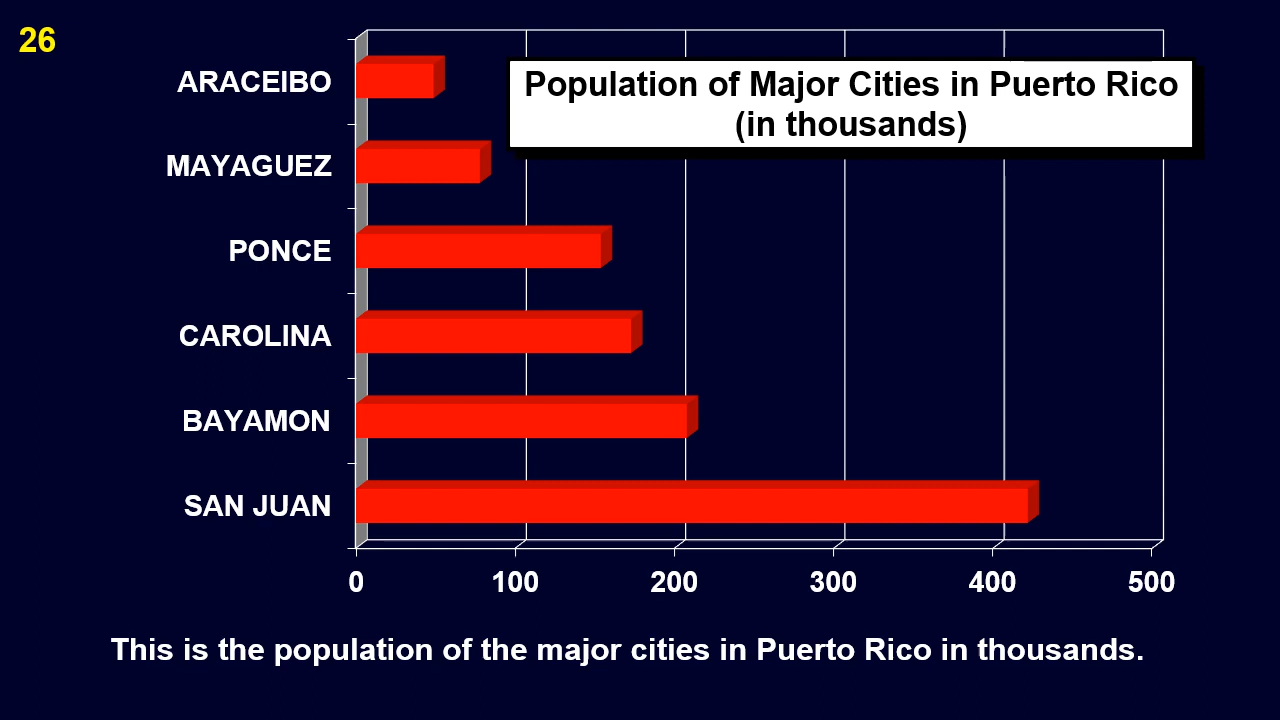 26
Population of Major Cities in Puerto Rico
(in thousands)
ARACEIBO
MAYAGUEZ
PONCE
CAROLINA
BAYAMON
SAN JUAN
0 100 200 300 400 500
This is the population of the major cities in Puerto Rico in thousands.